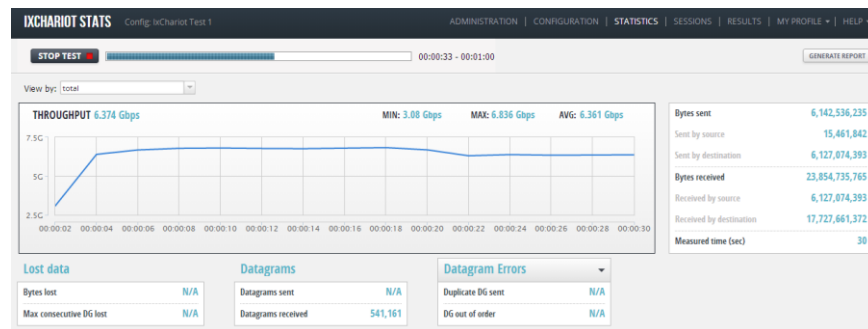 IXCHARIOT STATS Config: IxChariot Test 1 ADMINISTRATION | CONFIGURATION | STATISTICS | SESSIONS | RESULTS | MY PROFILE | HELP
STOP TEST 00:00:33 - 00:01:00 GENERATE REPORT
View by: total
THROUGHPUT 6.374 Gbps MIN: 3.08 Gbps MAX: 6.836 Gbps AVG: 6.361 Gbps
7.5G
5G
2.5G
00:00:02 00:00:04 00:00:06 00:00:08 00:00:10 00:00:12 00:00:14 00:00:16 00:00:18 00:00:20 00:00:22 00:00:24 00:00:26 00:00:28 00:00:30
Bytes sent 6,142,536,235
Sent by source 15,461,842
Sent by destination 6,127,074,393
Bytes received 23,854,735,765
Received by source 6,127,074,393
Received by destination 17,727,661,372
Measured time (sec) 30
Lost data
Bytes lost N/A
Max consecutive DG lost N/A
Datagrams
Datagrams sent N/A
Datagrams received 541,161
Datagram Errors
Duplicate DG sent N/A
DG out of order N/A